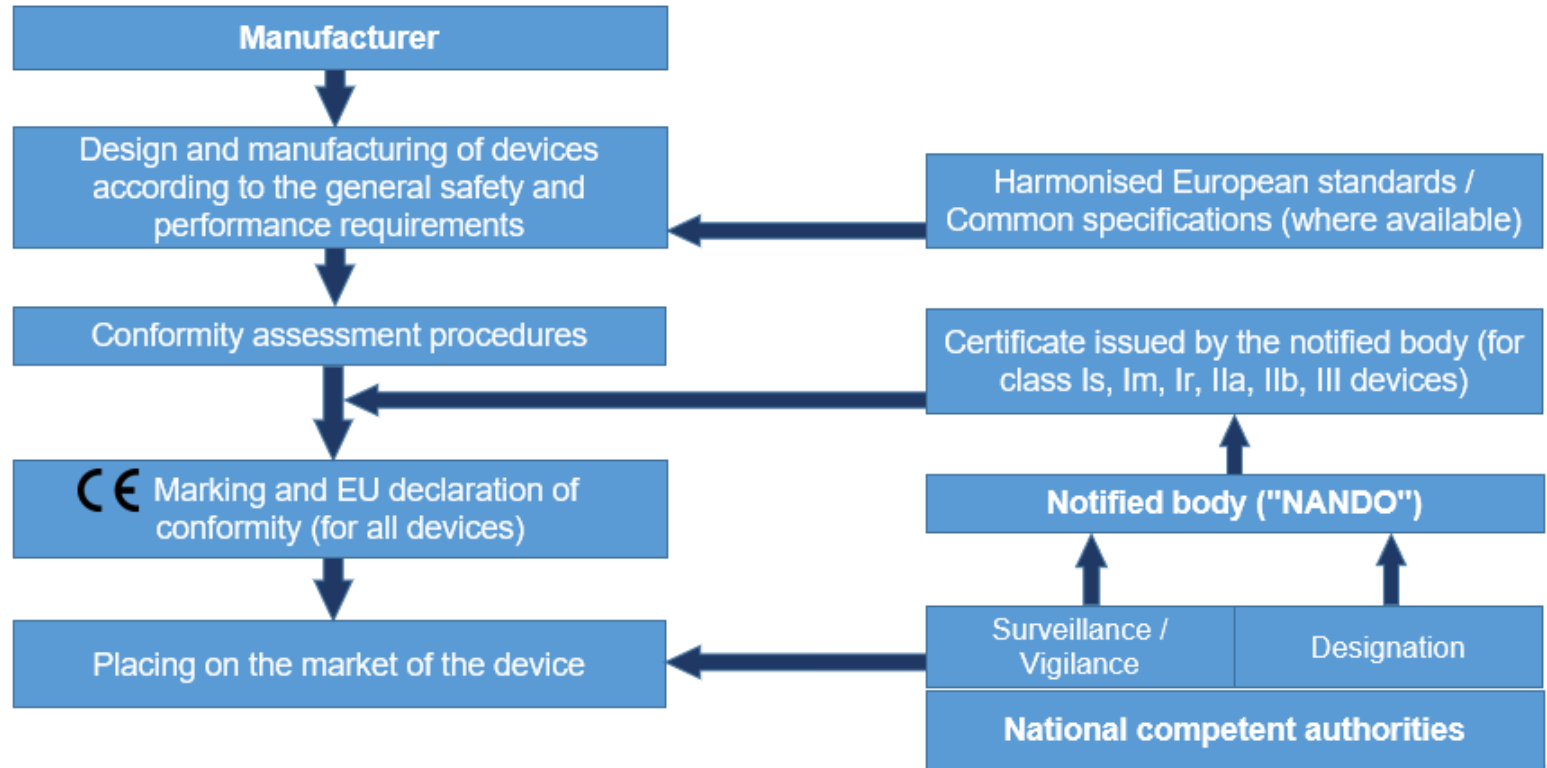 Manufacturer
Design and manufacturing of devices
according to the general safety and
performance requirements
Harmonised European standards /
Common specifications (where available)
Conformity assessment procedures
Certificate issued by the notified body (for
class Is, Im, Ir, IIa, IIb, III devices)
CE Marking and EU declaration of
conformity (for all devices)
Notified body ("NANDO")
Placing on the market of the device
Surveillance /
Vigilance
Designation
National competent authorities